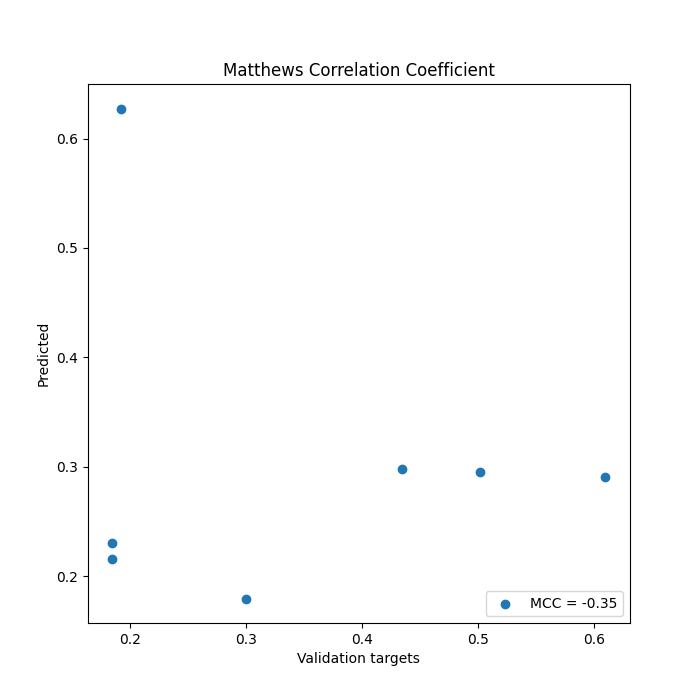 Matthews Correlation Coefficient
0.6
0.5
0.4
0.3
0.2
Predicted
MCC = -0.35
0.2 0.3 0.4 0.5 0.6
Validation targets